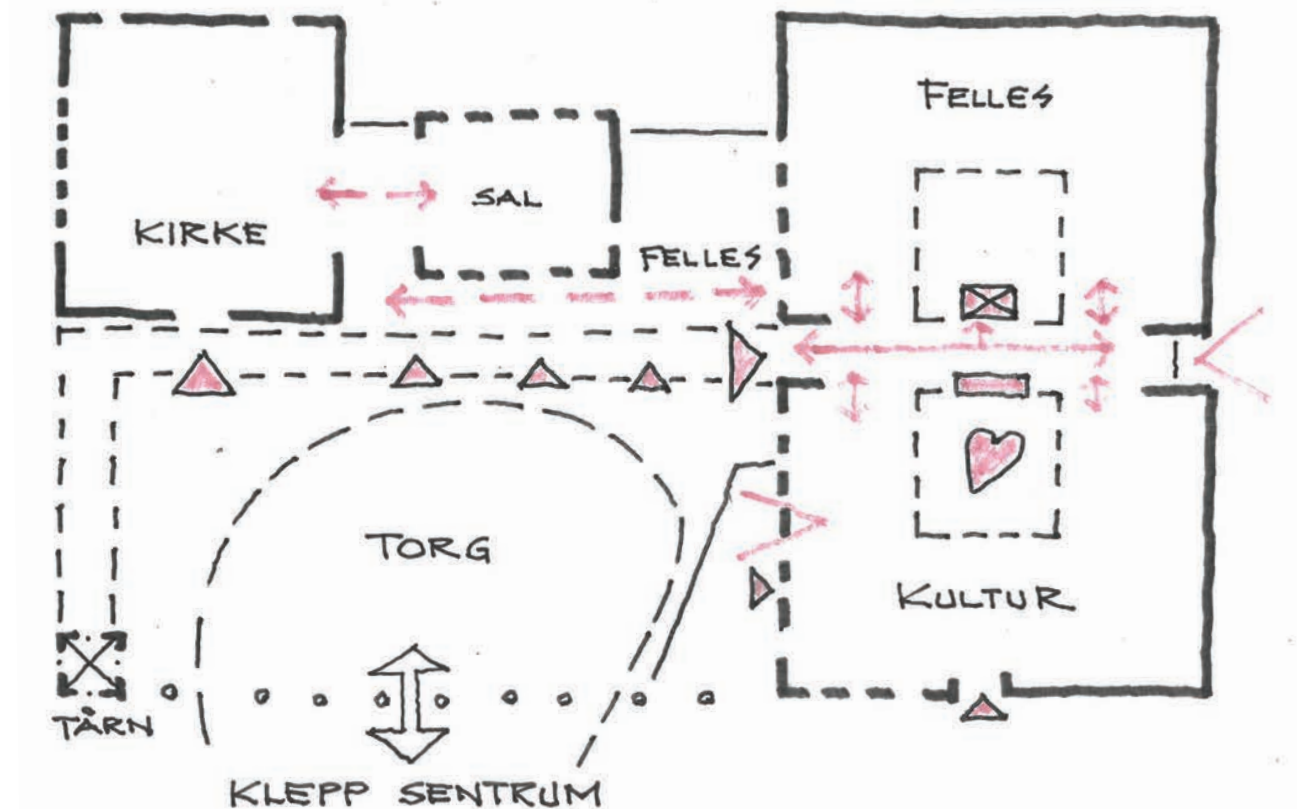 FELLES
SAL
KIRKE
FELLES
TORG
KULTUR
TÅRN
KLEPP SENTRUM